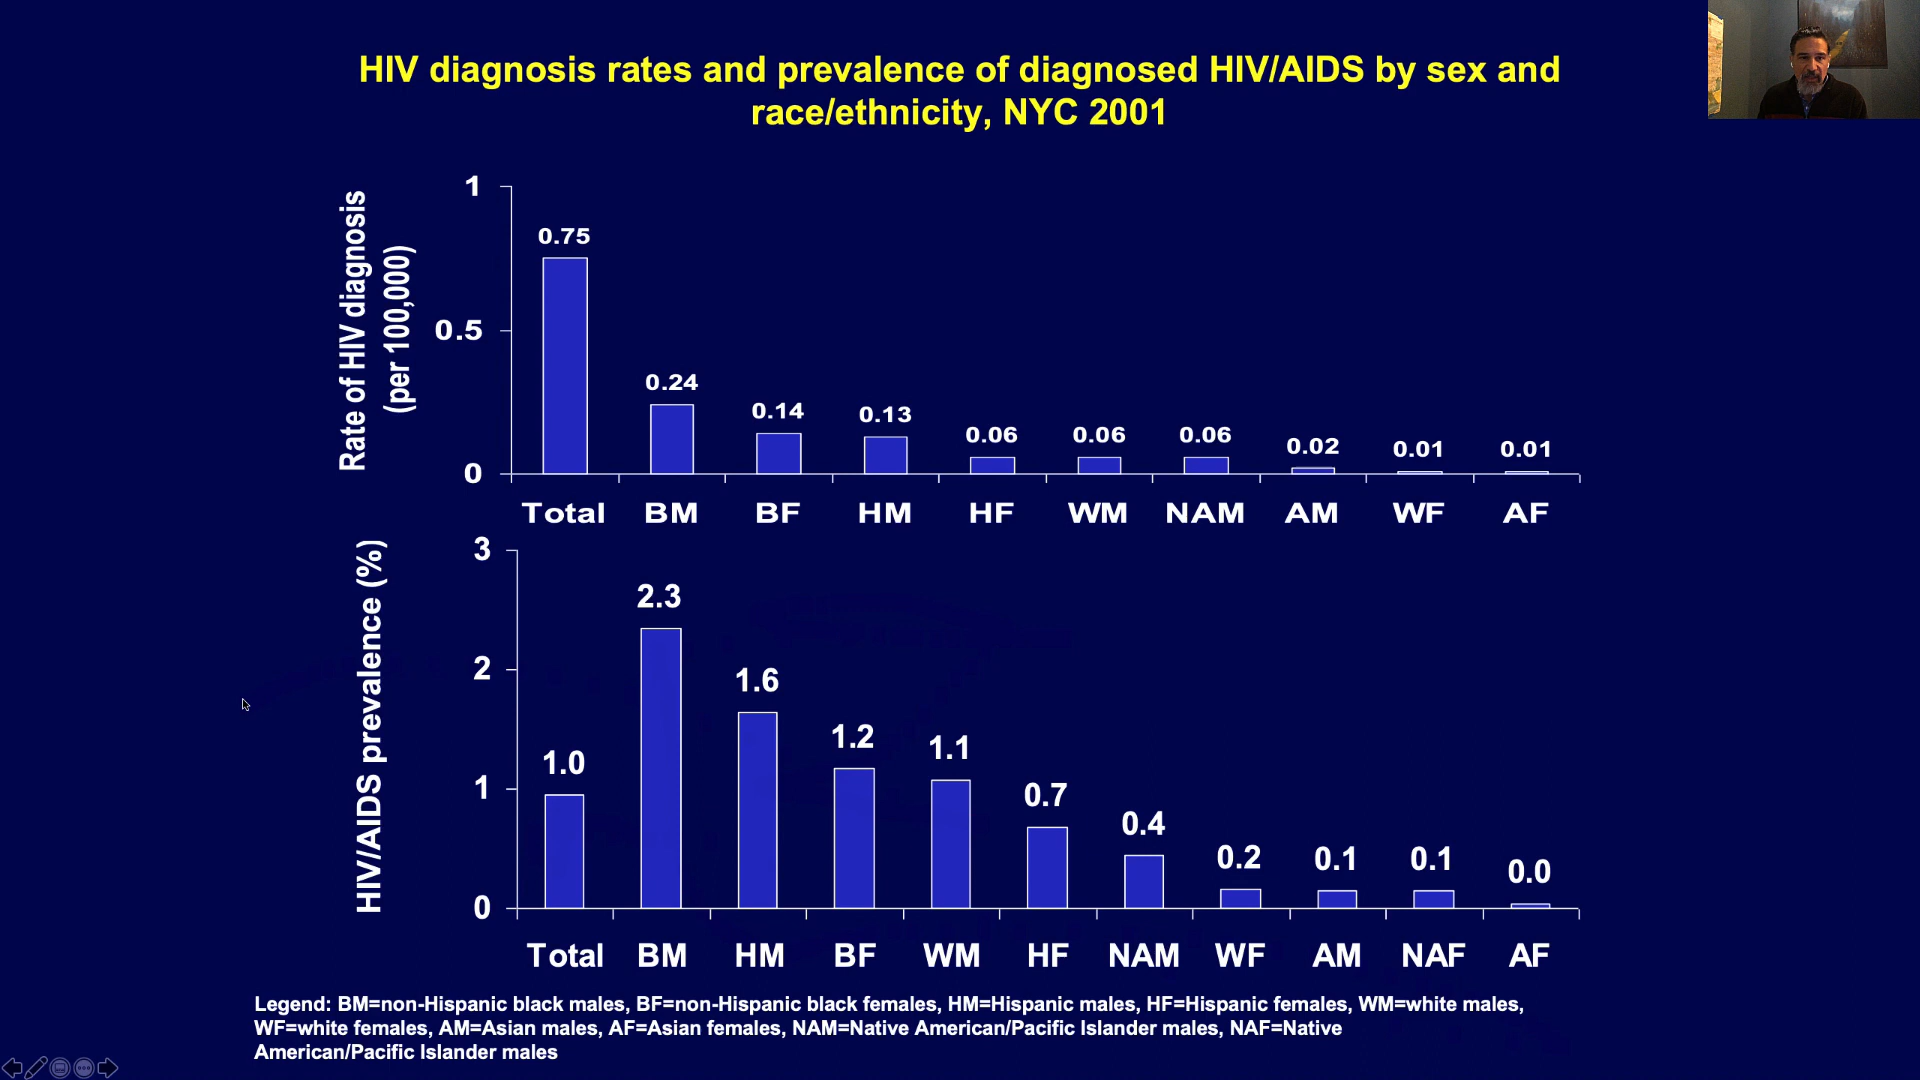 HIV diagnosis rates and prevalence of diagnosed HIV/AIDS by sex and
race/ethnicity, NYC 2001
Rate of HIV diagnosis
(per 100,000)
1
0.5
0
0.75
0.24
0.14
0.13
0.06
0.06
0.06
0.02
0.01
0.01
Total BM BF HM HF WM NAM AM WF AF
HIV/AIDS prevalence (%)
3
2
1
0
1.0
2.3
1.6
1.2
1.1
0.7
0.4
0.2
0.1
0.1
0.0
Total BM HM BF WM HF NAM WF AM NAF AF
Legend: BM=non-Hispanic black males, BF=non-Hispanic black females, HM=Hispanic males, HF=Hispanic females, WM=white males,
WF=white females, AM=Asian males, AF=Asian females, NAM=Native American/Pacific Islander males, NAF=Native
American/Pacific Islander males